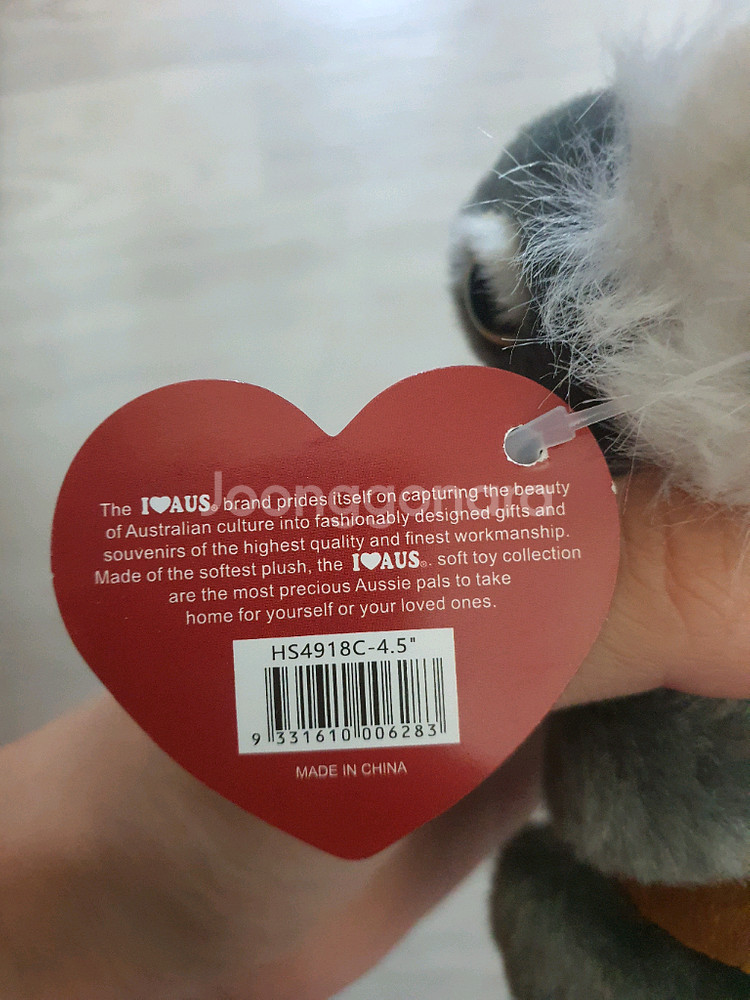 The I♥AUS® brand prides itself on capturing the beauty
of Australian culture into fashionably designed gifts and
souvenirs of the highest quality and finest workmanship.
Made of the softest plush, the I♥AUS®. soft toy collection
are the most precious Aussie pals to take
home for yourself or your loved ones.
HS4918C-4.5"
9 331610 006283
MADE IN CHINA
Joonggonara